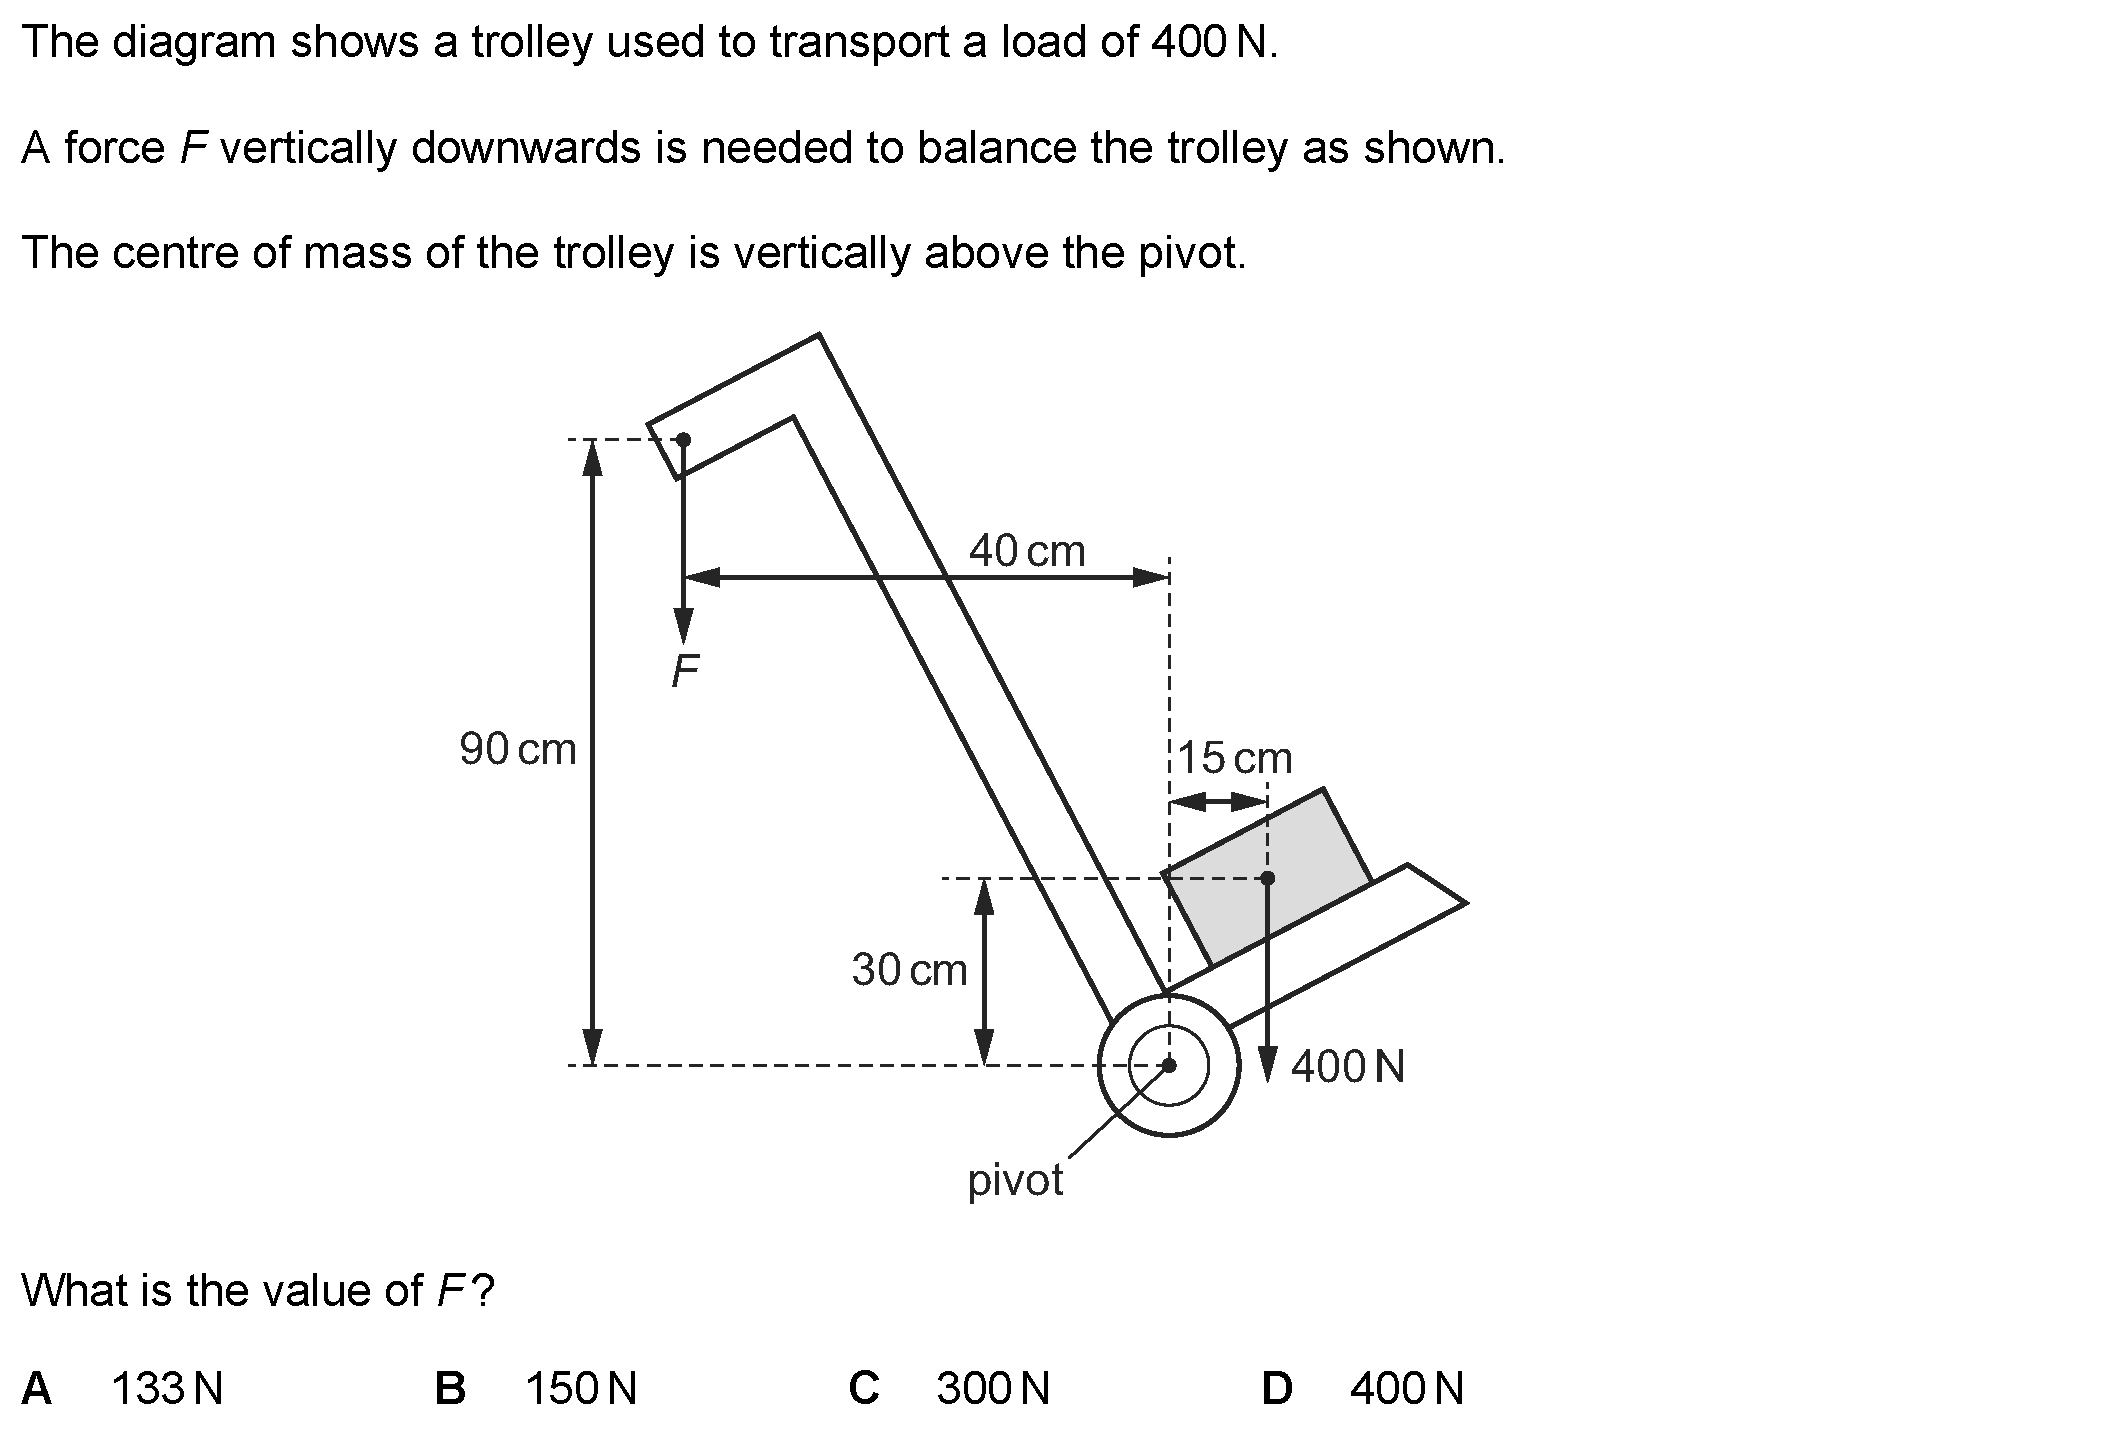 The diagram shows a trolley used to transport a load of 400 N.
A force F vertically downwards is needed to balance the trolley as shown.
The centre of mass of the trolley is vertically above the pivot.
40 cm
F
90 cm
15 cm
30 cm
400 N
pivot
What is the value of F?
A 133 N B 150 N C 300 N D 400 N